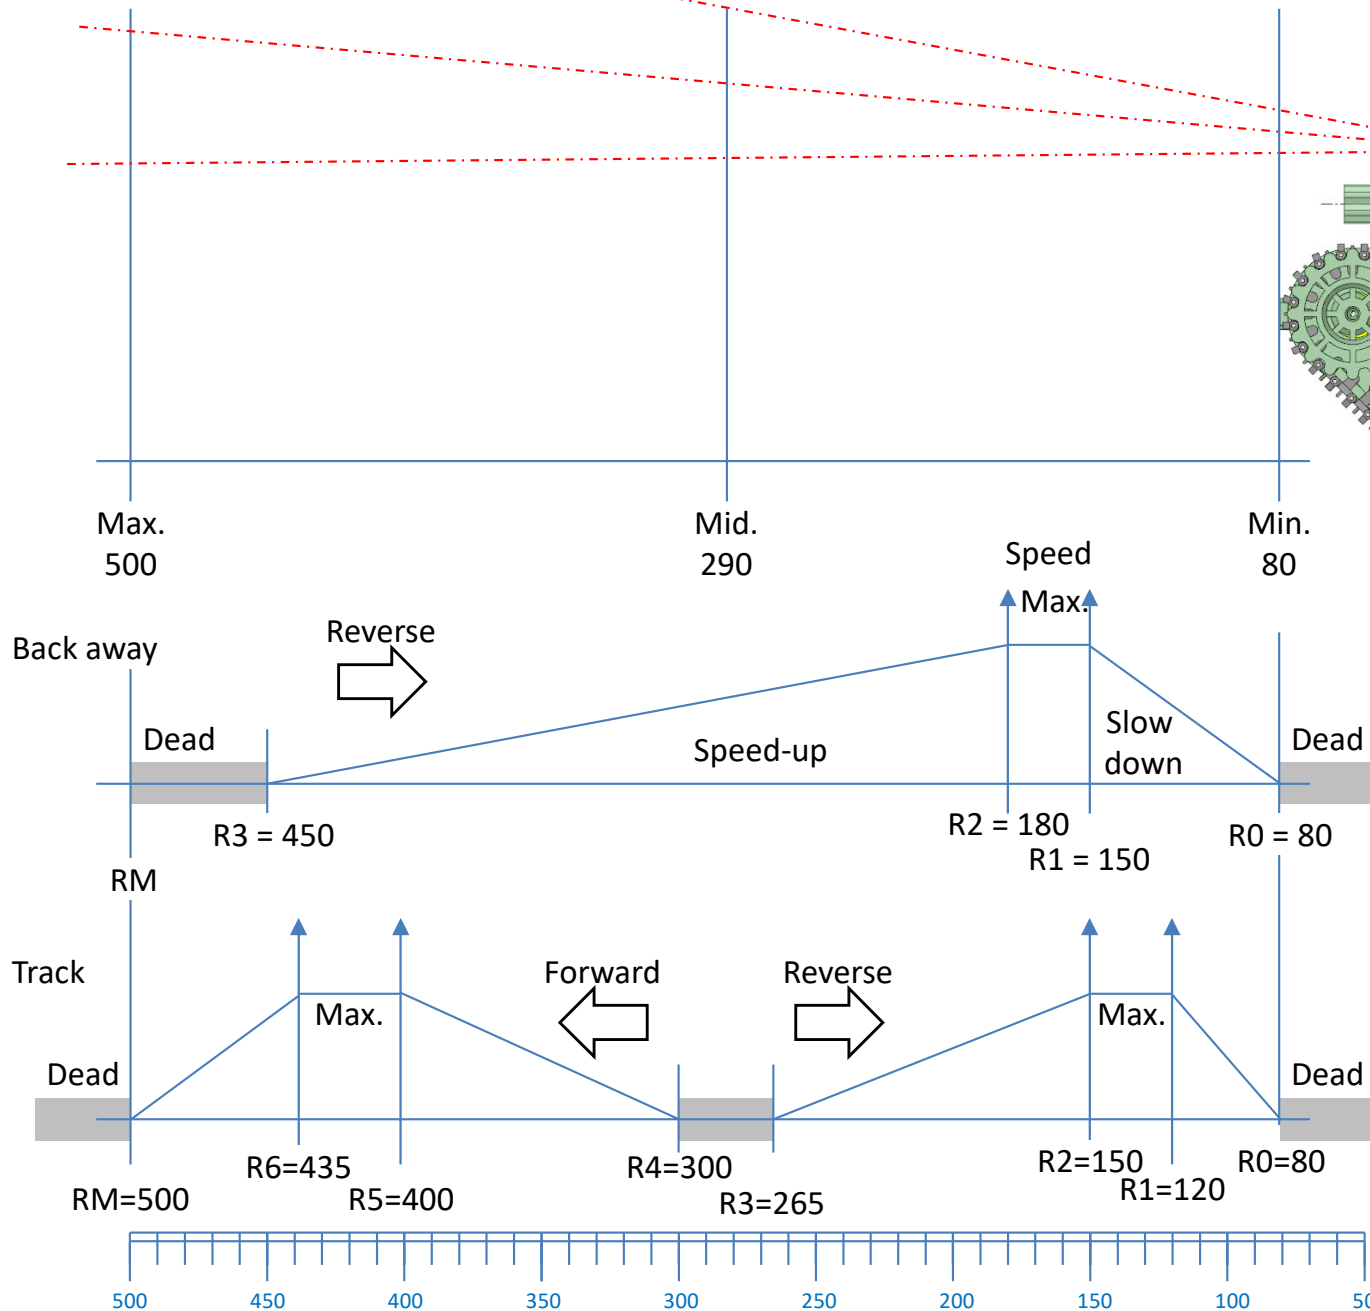 Max.
500
Mid.
290
Min.
80
Speed
Max.
Back away
Reverse
Dead
Speed-up
Slow
down
Dead
R3 = 450
R2 = 180
R1 = 150
R0 = 80
RM
Track
Forward
Reverse
Max.
Max.
Dead
Dead
R6=435
R4=300
R2=150
R0=80
RM=500
R5=400
R3=265
R1=120
500 450 400 350 300 250 200 150 100 50